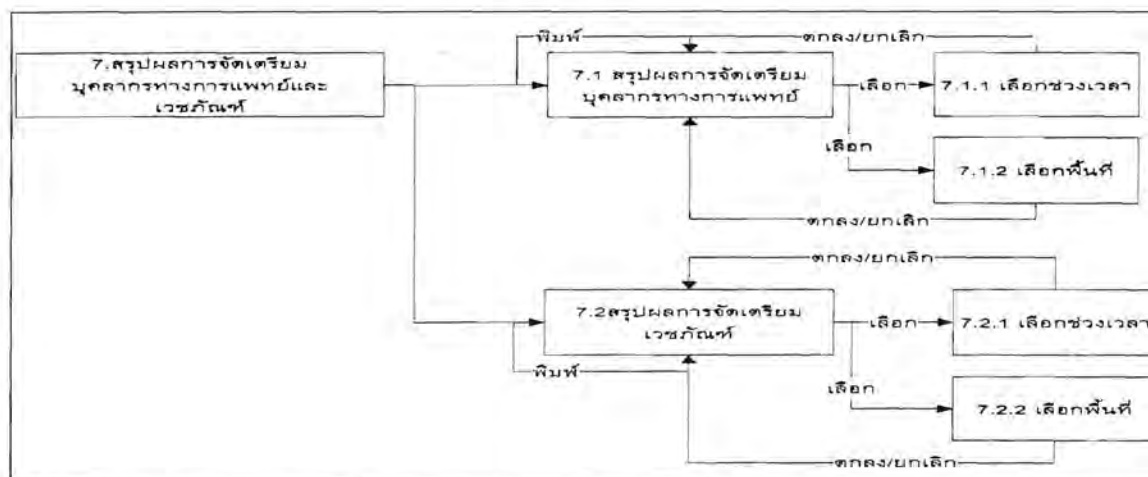 7.สรุปผลการจัดเตรียม
บุคลากรทางการแพทย์และ
เวชภัณฑ์
พิมพ์
ตกลง/ยกเลิก
7.1 สรุปผลการจัดเตรียม
บุคลากรทางการแพทย์
เลือก
7.1.1 เลือกช่วงเวลา
เลือก
7.1.2 เลือกพื้นที่
ตกลง/ยกเลิก
ตกลง/ยกเลิก
7.2สรุปผลการจัดเตรียม
เวชภัณฑ์
เลือก
7.2.1 เลือกช่วงเวลา
พิมพ์
เลือก
7.2.2 เลือกพื้นที่
ตกลง/ยกเลิก